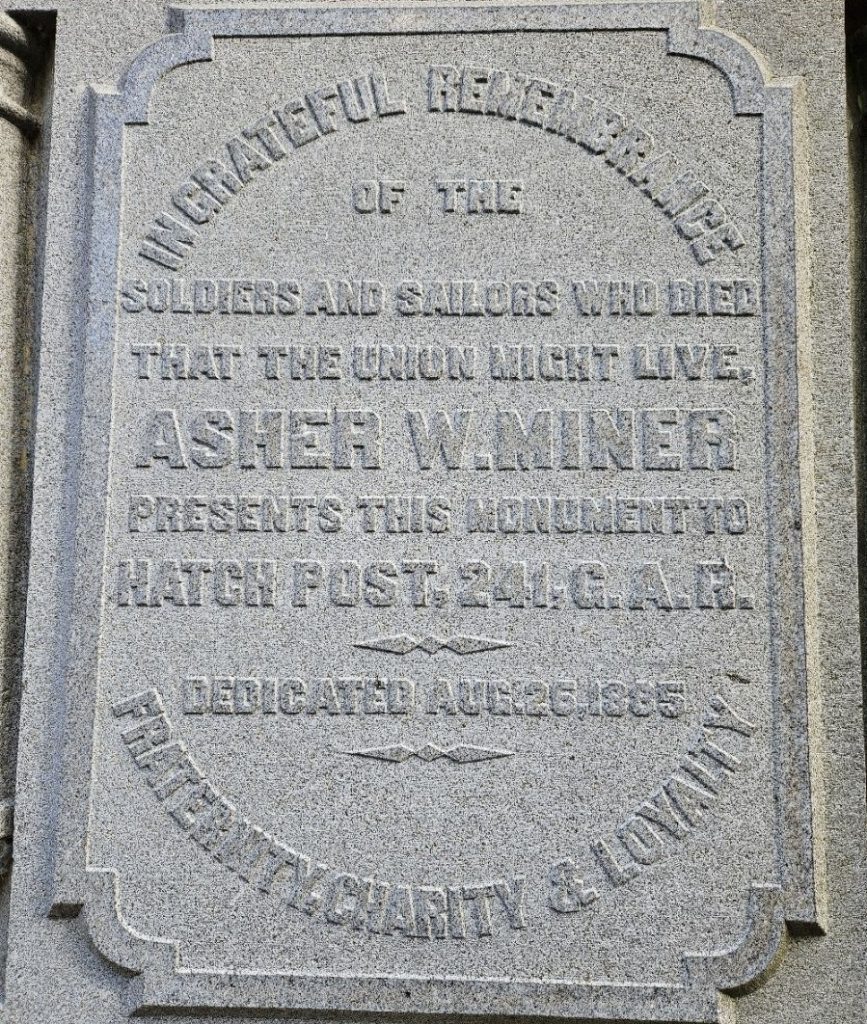 IN GRATEFUL REMEMBRANCE
OF THE
SOLDIERS AND SAILORS WHO DIED
THAT THE UNION MIGHT LIVE,
ASHER W. MINER
PRESENTS THIS MONUMENT TO
HATCH POST, 241, G. A. R.
DEDICATED AUG. 26, 1885
FRATERNITY, CHARITY & LOYALTY